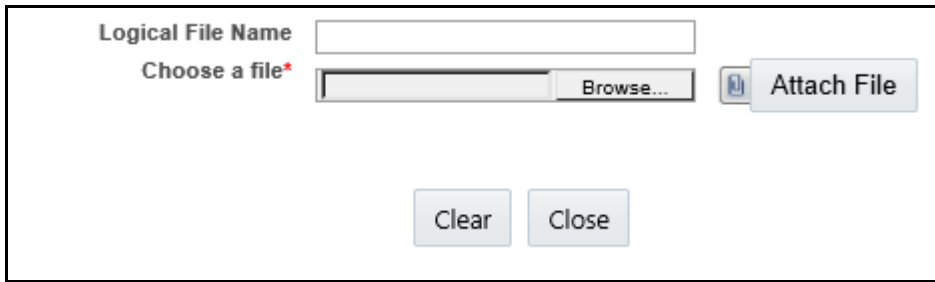 Logical File Name
Choose a file*
Browse...
Attach File
Clear
Close